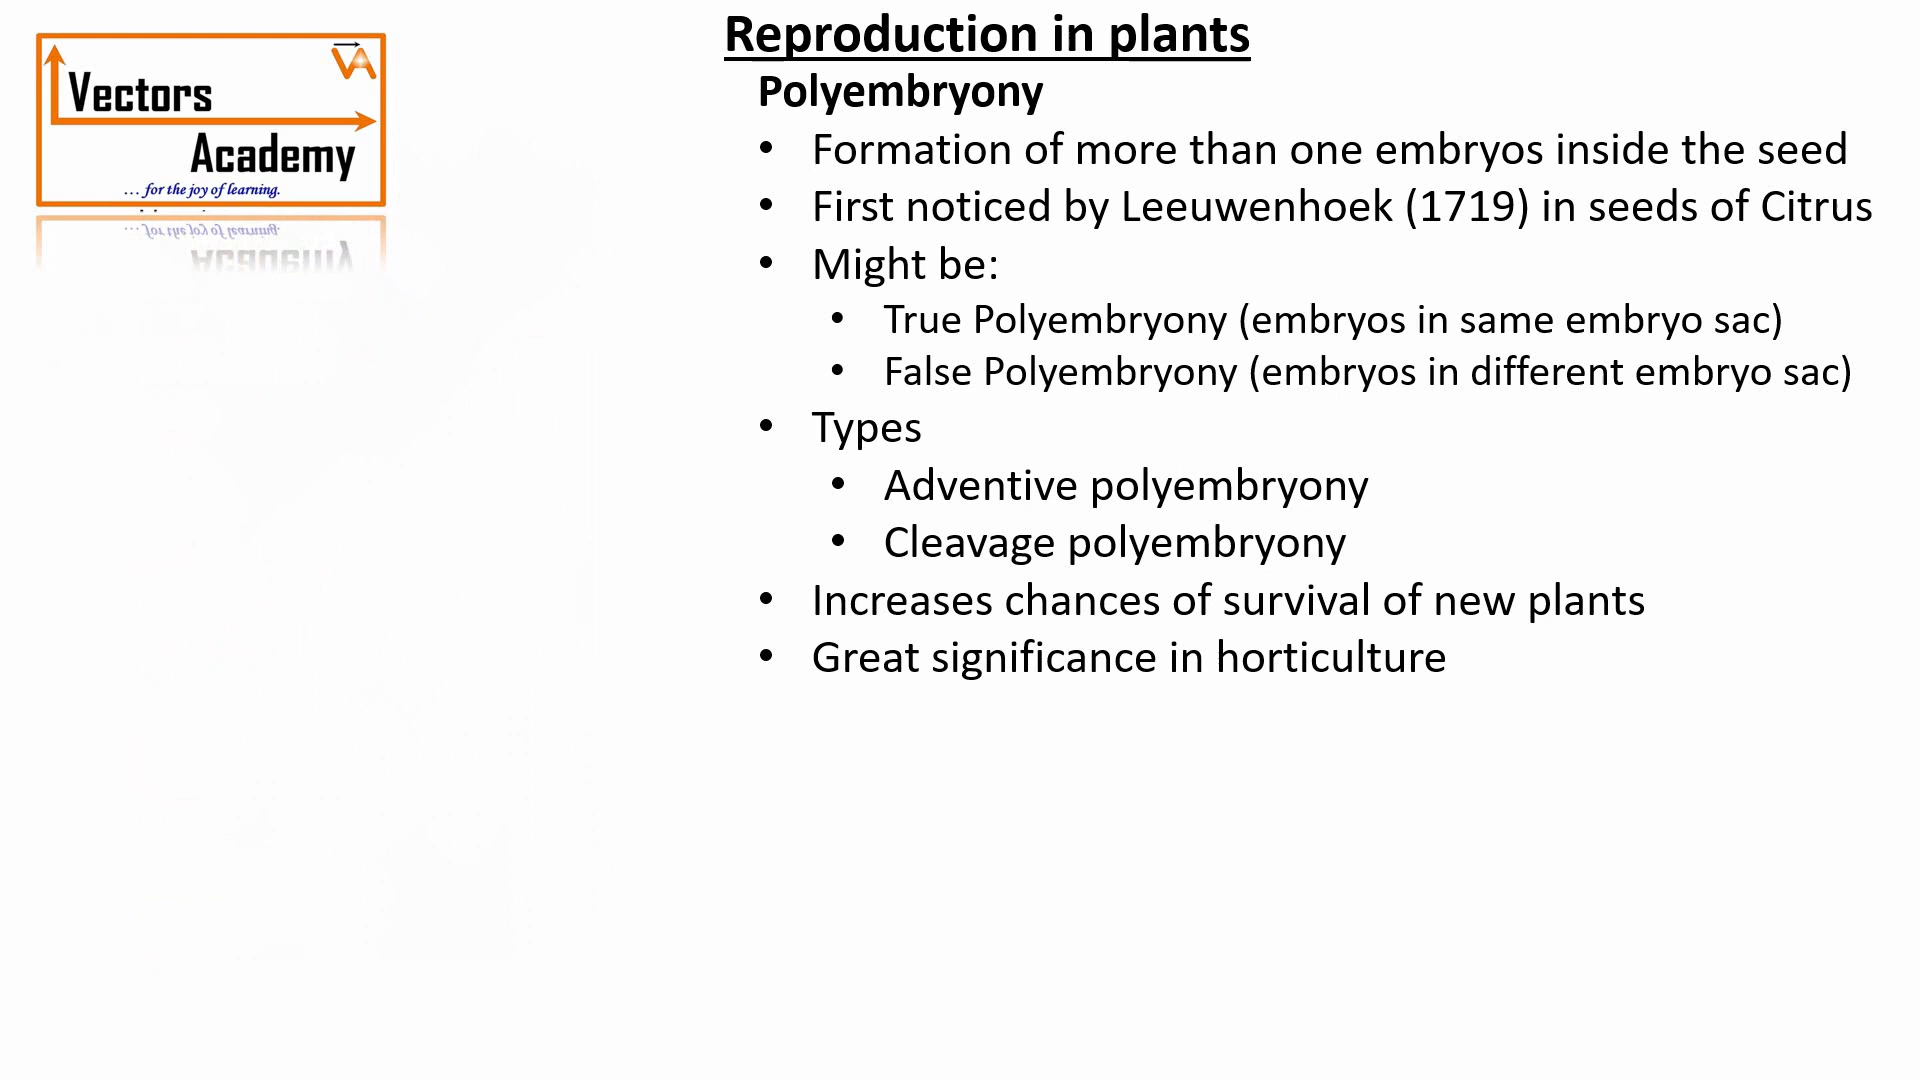 Reproduction in plants
Vectors
Academy
... for the joy of learning.
Polyembryony
• Formation of more than one embryos inside the seed
• First noticed by Leeuwenhoek (1719) in seeds of Citrus
• Might be:
• True Polyembryony (embryos in same embryo sac)
• False Polyembryony (embryos in different embryo sac)
• Types
• Adventive polyembryony
• Cleavage polyembryony
• Increases chances of survival of new plants
• Great significance in horticulture